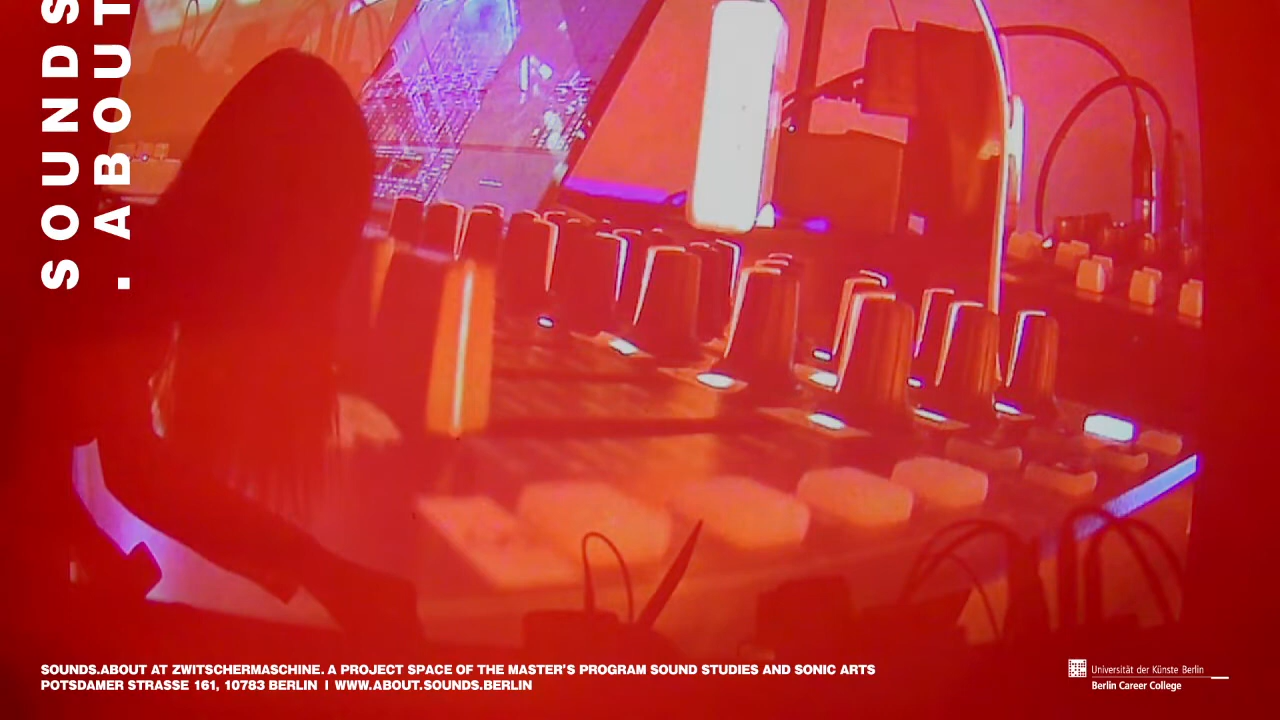 SOUNDS
. ABOUT
SOUNDS.ABOUT AT ZWITSCHERMASCHINE. A PROJECT SPACE OF THE MASTER'S PROGRAM SOUND STUDIES AND SONIC ARTS
POTSDAMER STRASSE 161, 10783 BERLIN | WWW.ABOUT.SOUNDS.BERLIN
Universität der Künste Berlin
Berlin Career College